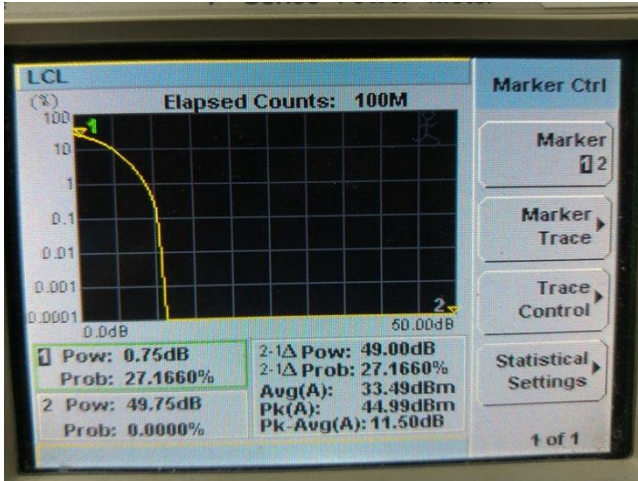 Power Meter
LCL
(%)
Elapsed Counts: 100M
100
1
10
1
0.1
0.01
0.001
0.0001
2
0.0dB
50.00dB
1 Pow: 0.75dB
Prob: 27.1660%
2 Pow: 49.75dB
Prob: 0.0000%
2-1Δ Pow: 49.00dB
2-1Δ Prob: 27.1660%
Avg(A): 33.49dBm
Pk(A): 44.99dBm
Pk-Avg(A): 11.50dB
Marker Ctrl
Marker
1 2
Marker
Trace
Trace
Control
Statistical
Settings
1 of 1